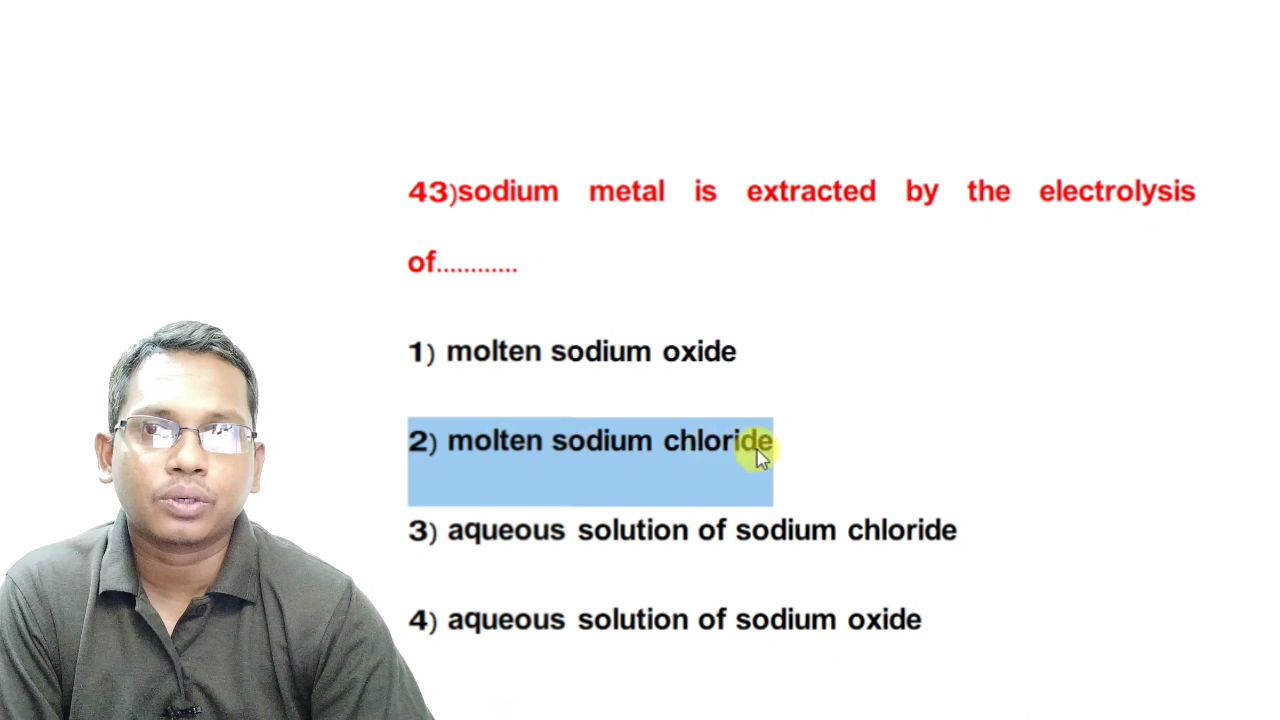 43)sodium metal is extracted by the electrolysis
of............
1) molten sodium oxide
2) molten sodium chloride
3) aqueous solution of sodium chloride
4) aqueous solution of sodium oxide